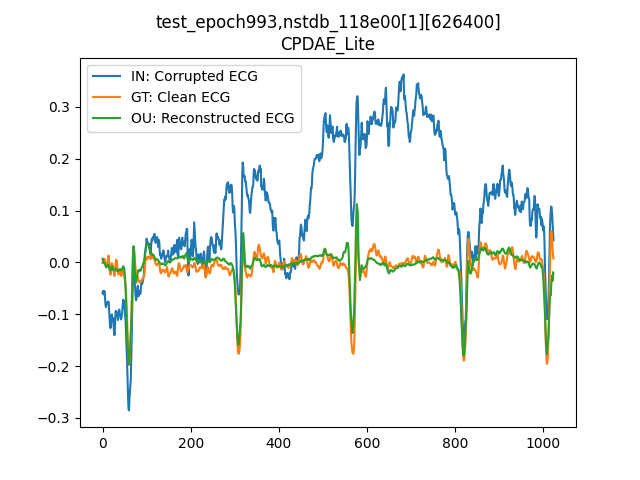 test_epoch993,nstdb_118e00[1][626400]
CPDAE_Lite
IN: Corrupted ECG
GT: Clean ECG
OU: Reconstructed ECG
0.3
0.2
0.1
0.0
−0.1
−0.2
−0.3
0 200 400 600 800 1000